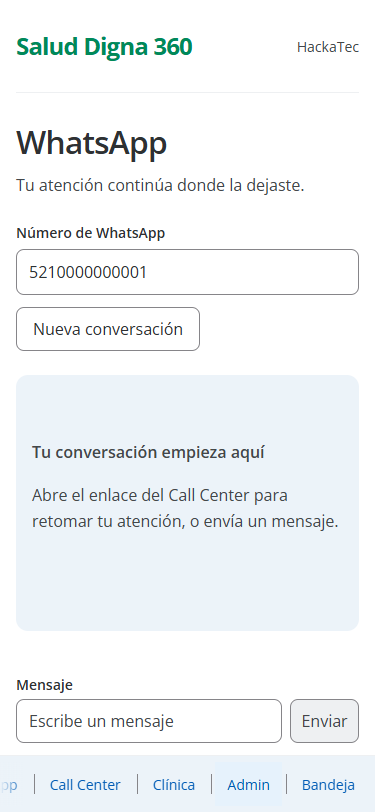 Salud Digna 360
HackaTec
WhatsApp
Tu atención continúa donde la dejaste.
Número de WhatsApp
5210000000001
Nueva conversación
Tu conversación empieza aquí
Abre el enlace del Call Center para
retomar tu atención, o envía un mensaje.
Mensaje
Escribe un mensaje
Enviar
Call Center
Clínica
Admin
Bandeja